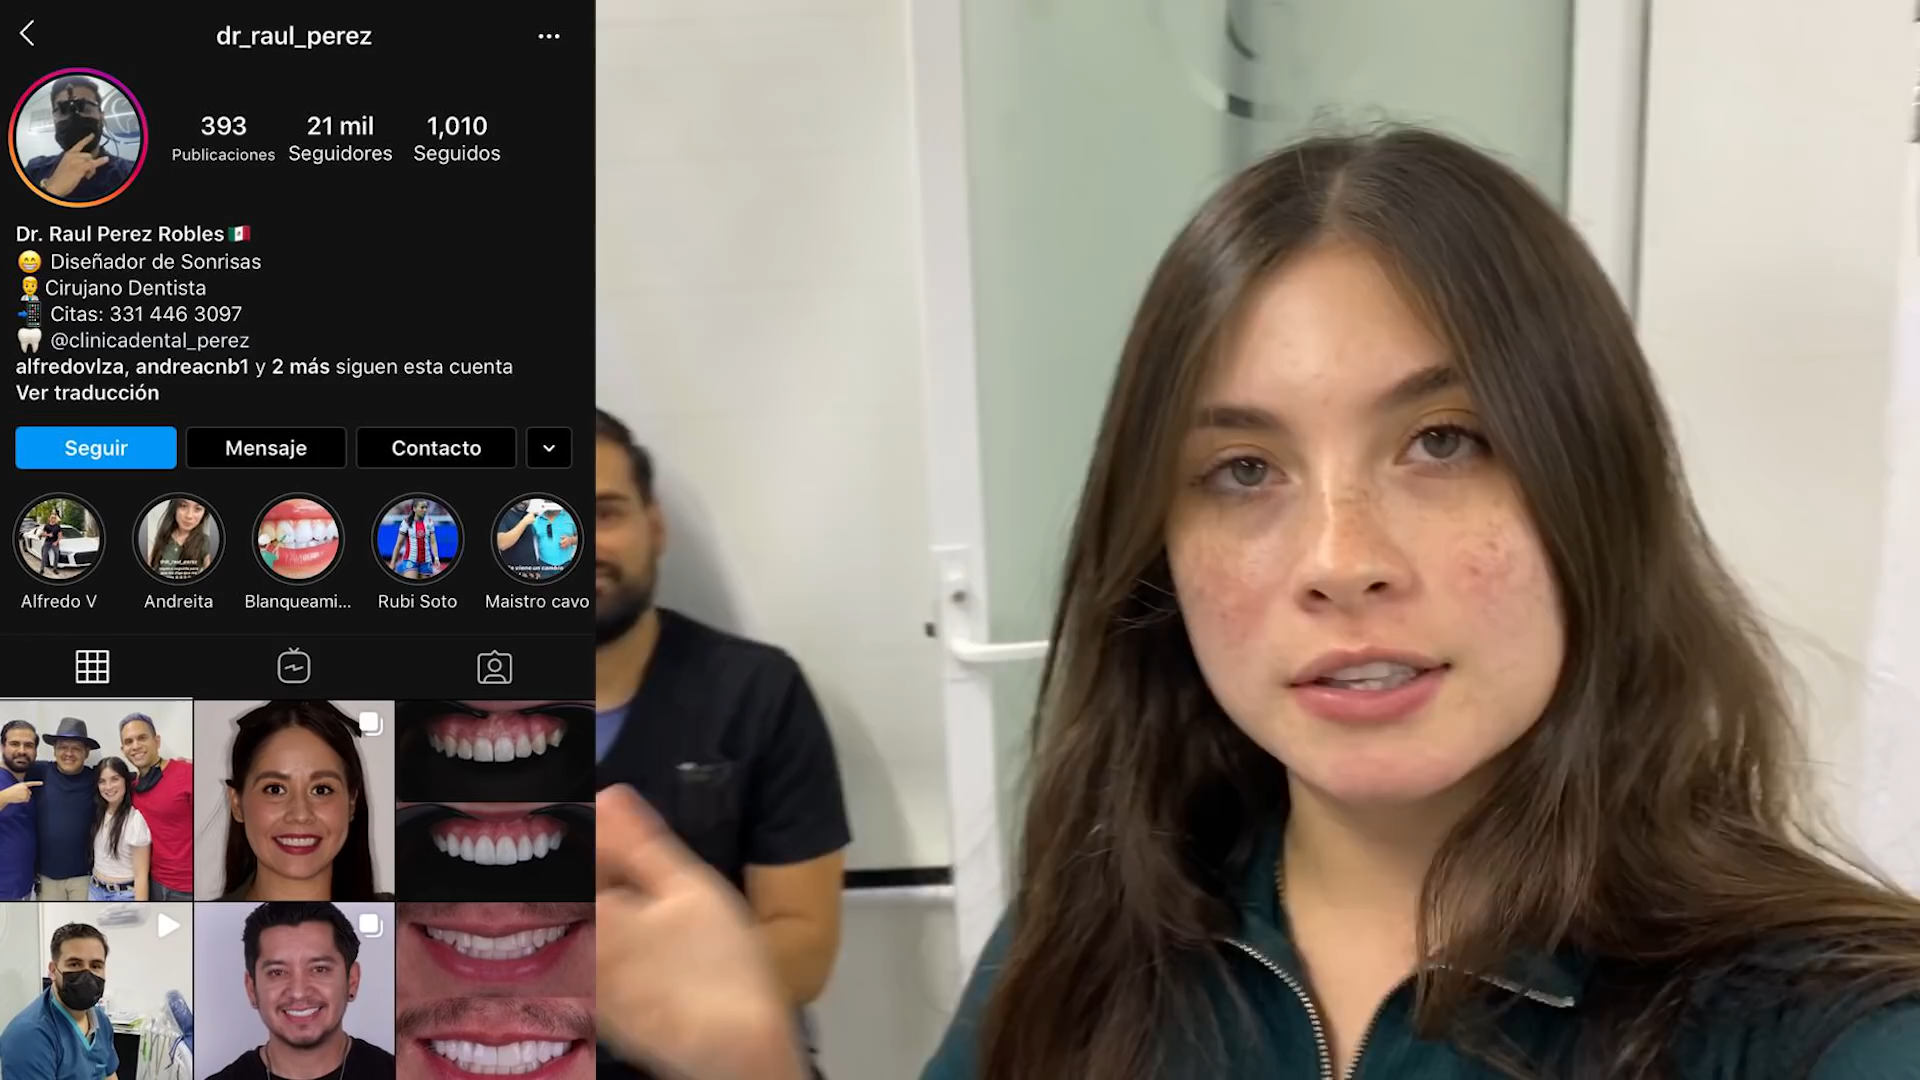 dr_raul_perez
393
Publicaciones
21 mil
Seguidores
1,010
Seguidos
Dr. Raul Perez Robles🇲🇽
😁 Diseñador de Sonrisas
👨‍⚕️ Cirujano Dentista
📲 Citas: 331 446 3097
🦷 @clinicadental_perez
alfredovlza, andreacnb1 y 2 más siguen esta cuenta
Ver traducción
Seguir
Mensaje
Contacto
Alfredo V
Andreita
Blanqueami...
Rubi Soto
Maistro cavo